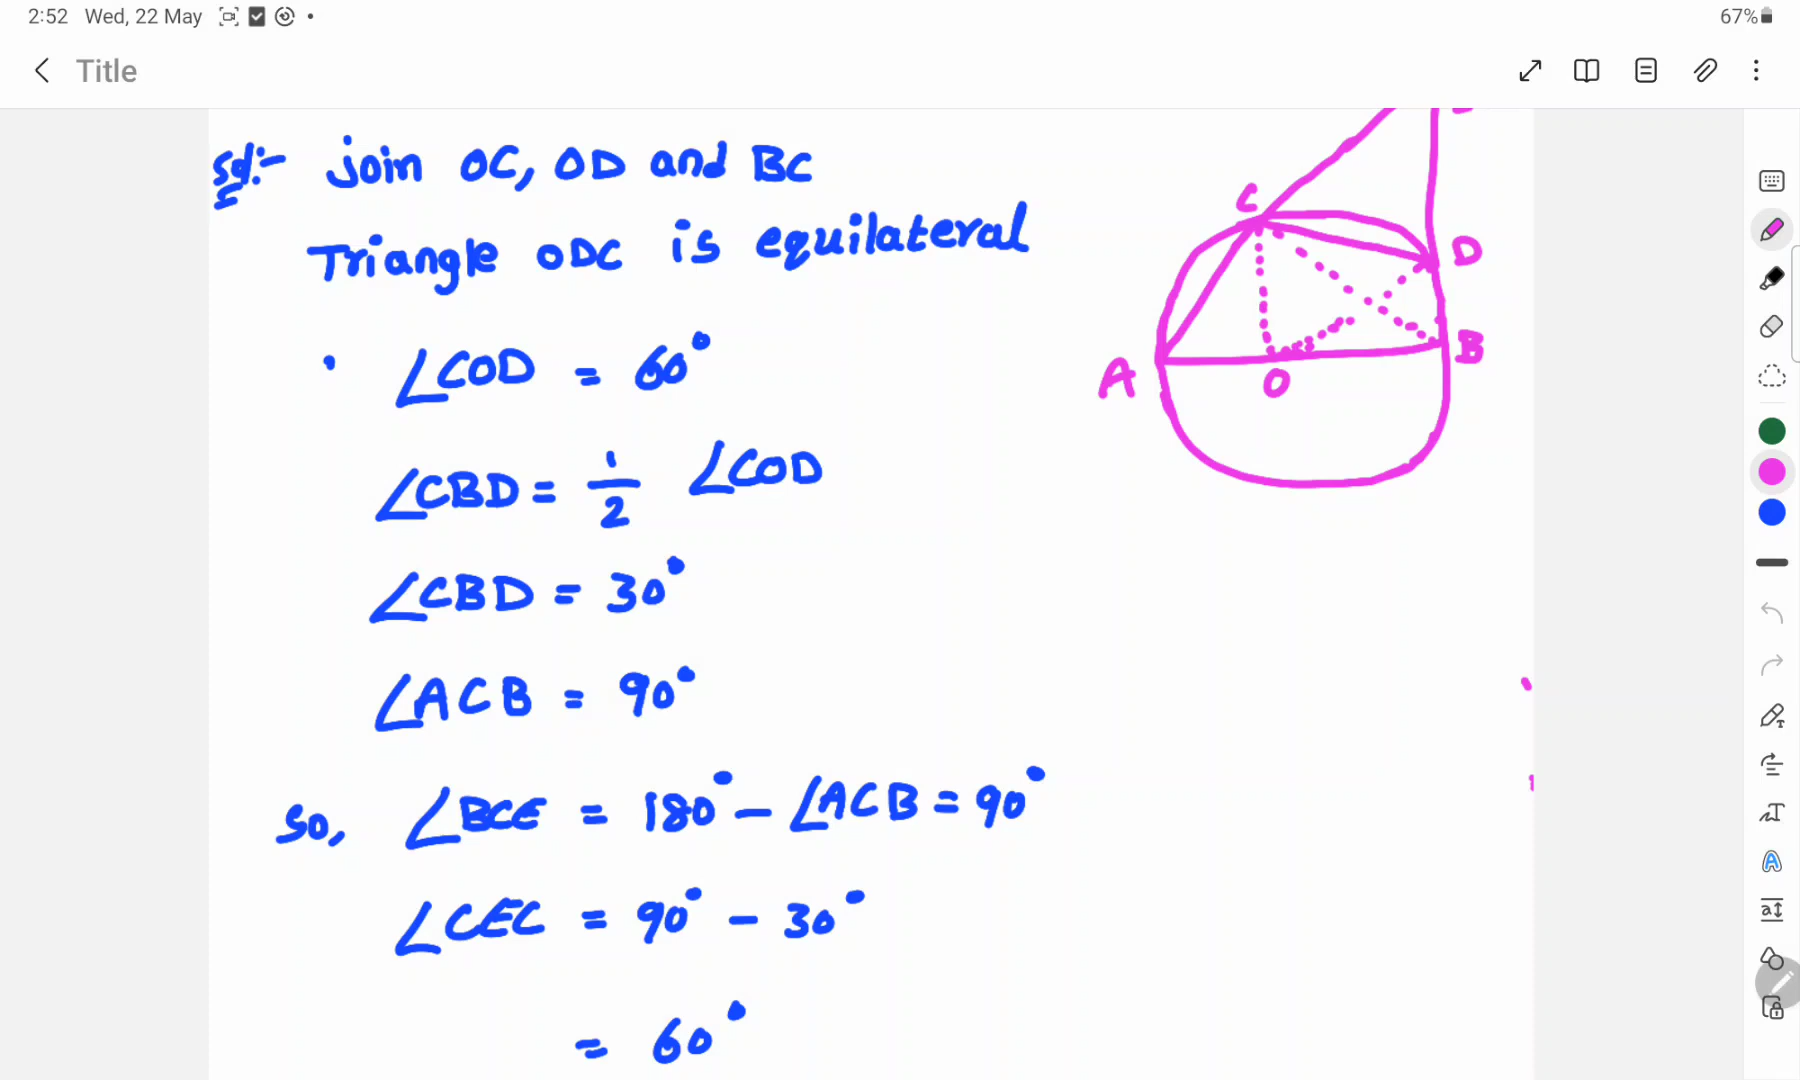 2:52 Wed, 22 May
67%
Title
Sol:- join OC, OD and BC
Triangle ODC is equilateral
∠COD = 60°
∠CBD = 1/2 ∠COD
∠CBD = 30°
∠ACB = 90°
So, ∠BCE = 180° - ∠ACB = 90°
∠CEC = 90° - 30°
= 60°
C
D
B
A
O